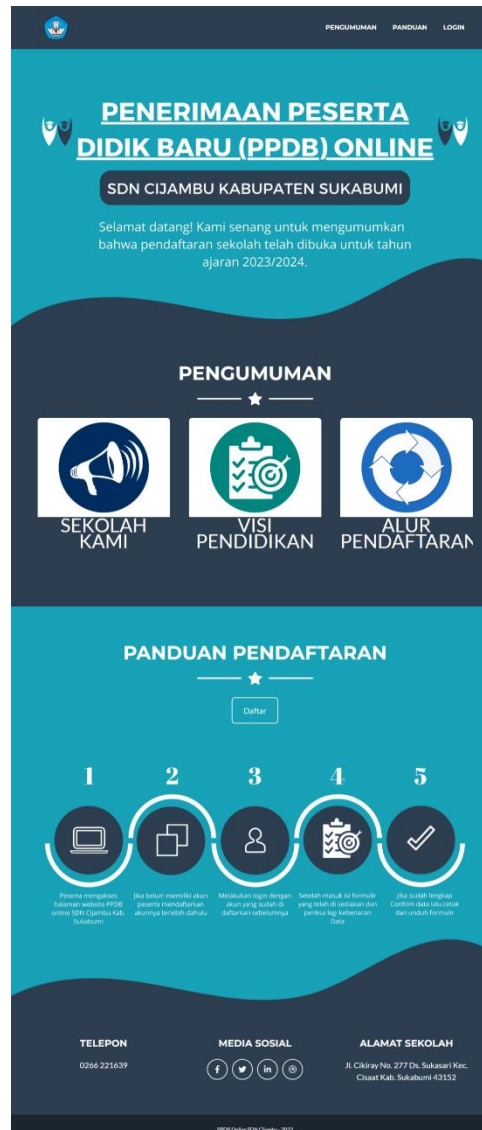 PENGUMUMAN PANDUAN LOGIN
PENERIMAAN PESERTA
DIDIK BARU (PPDB) ONLINE
SDN CIJAMBU KABUPATEN SUKABUMI
Selamat datang! Kami senang untuk mengumumkan
bahwa pendaftaran sekolah telah dibuka untuk tahun
ajaran 2023/2024.
PENGUMUMAN
SEKOLAH
KAMI
VISI
PENDIDIKAN
ALUR
PENDAFTARAN
PANDUAN PENDAFTARAN
Daftar
1 2 3 4 5
Peserta mengakses
halaman website PPDB
online SDN Cijambu Kab.
Sukabumi
Jika belum memiliki akun
peserta mendaftarkan
akunnya terlebih dahulu
Melakukan login dengan
akun yang sudah di
daftarkan sebelumnya
Setelah masuk isi formulir
yang telah di sediakan dan
periksa lagi kebenaran
Data
Jika sudah lengkap
Confirm data lalu cetak
dan unduh formulir
TELEPON
0266 221639
MEDIA SOSIAL
f in
ALAMAT SEKOLAH
Jl. Cikiray No. 277 Ds. Sukasari Kec.
Cisaat Kab. Sukabumi 43152